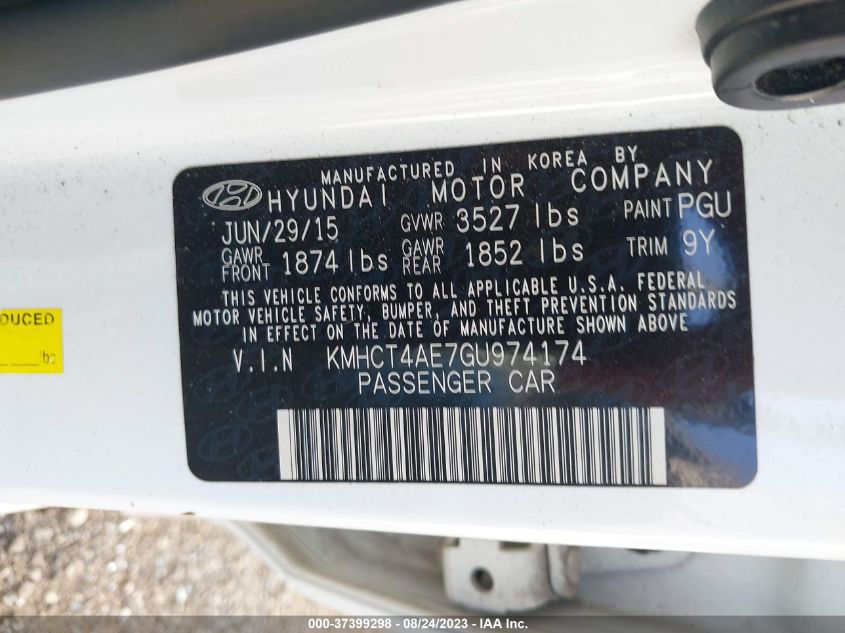 MANUFACTURED IN KOREA BY
HYUNDAI MOTOR COMPANY
JUN/29/15 GVWR 3527 lbs PAINT PGU
GAWR FRONT 1874 lbs GAWR REAR 1852 lbs TRIM 9Y
THIS VEHICLE CONFORMS TO ALL APPLICABLE U.S.A. FEDERAL
MOTOR VEHICLE SAFETY, BUMPER, AND THEFT PREVENTION STANDARDS
IN EFFECT ON THE DATE OF MANUFACTURE SHOWN ABOVE
V.I.N KMHCT4AE7GU974174
PASSENGER CAR
DUCED
lbs
000-37399298 - 08/24/2023 - IAA Inc.